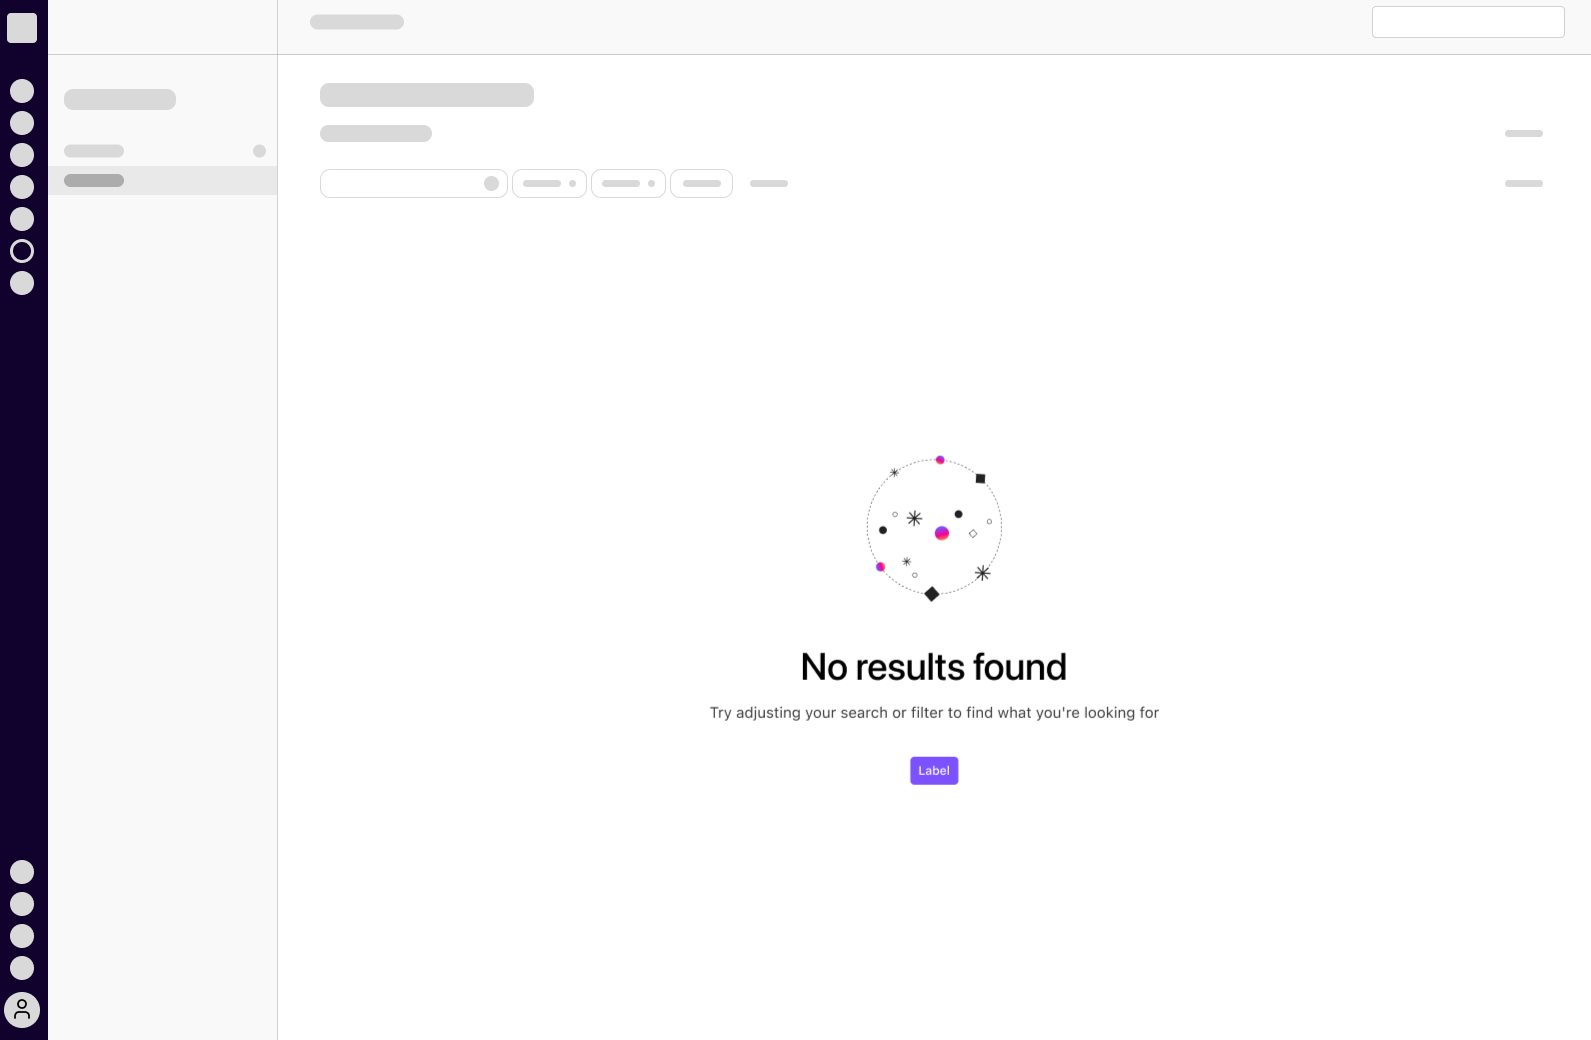 No results found
Try adjusting your search or filter to find what you're looking for
Label